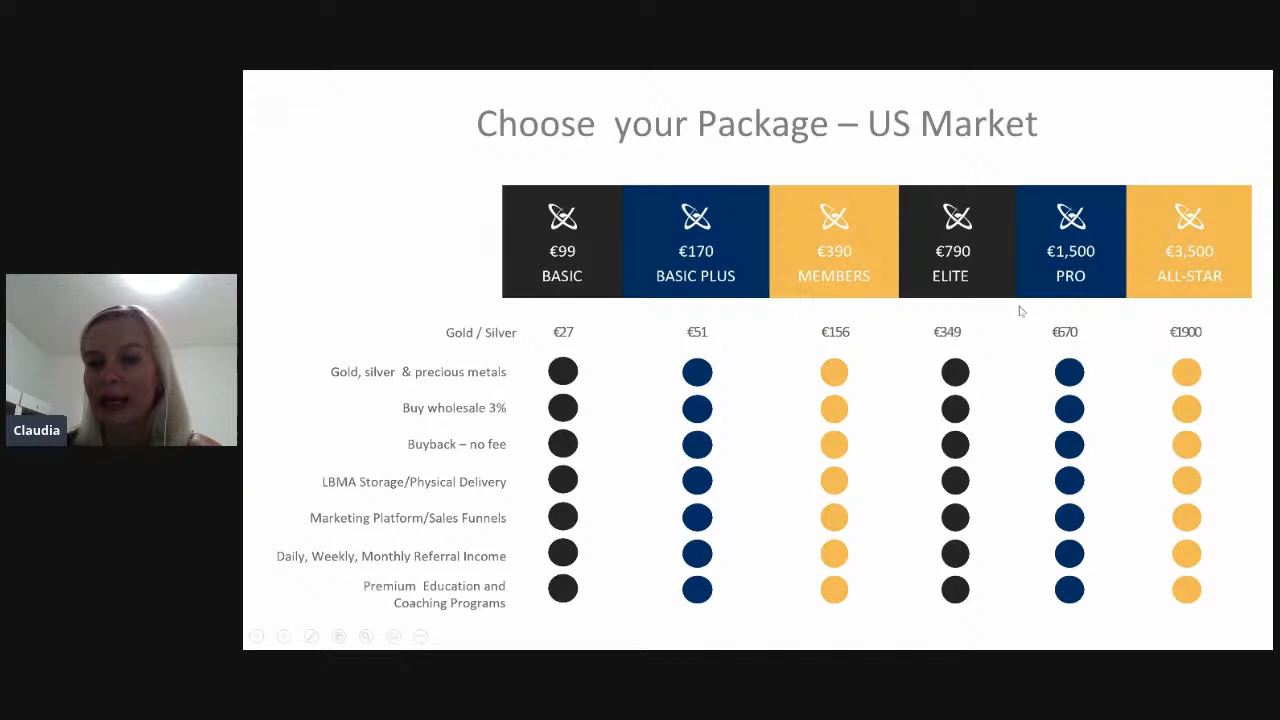 Choose your Package – US Market
€99 €170 €390 €790 €1,500 €3,500
BASIC BASIC PLUS MEMBERS ELITE PRO ALL-STAR
Gold / Silver €27 €51 €156 €349 €670 €1900
Gold, silver & precious metals
Buy wholesale 3%
Claudia
Buyback – no fee
LBMA Storage/Physical Delivery
Marketing Platform/Sales Funnels
Daily, Weekly, Monthly Referral Income
Premium Education and
Coaching Programs